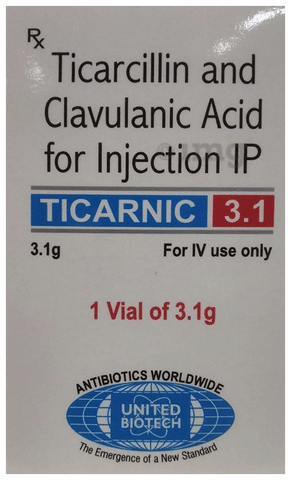 Rx
Ticarcillin and
Clavulanic Acid
for Injection IP
TICARNIC 3.1
3.1g For IV use only
1 Vial of 3.1g
ANTIBIOTICS WORLDWIDE
UNITED
BIOTECH
The Emergence of a New Standard